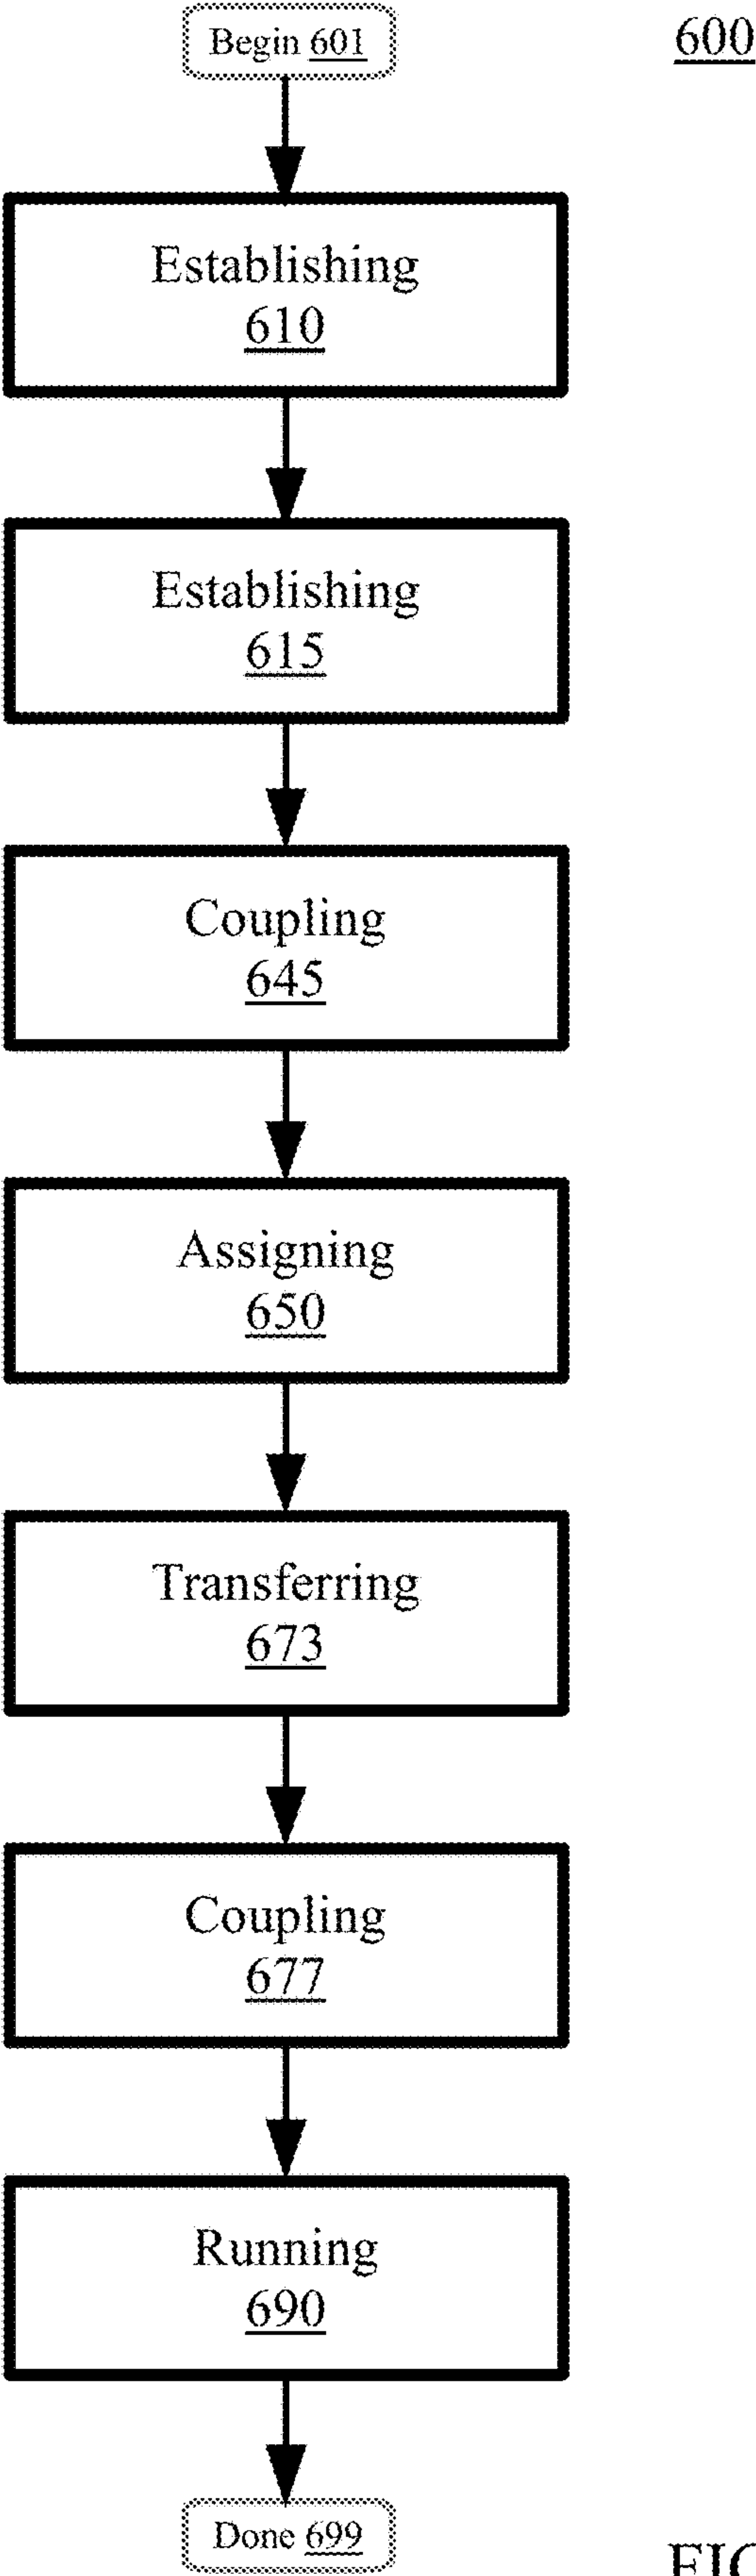 Begin 601
600
Establishing
610
Establishing
615
Coupling
645
Assigning
650
Transferring
673
Coupling
677
Running
690
Done 699